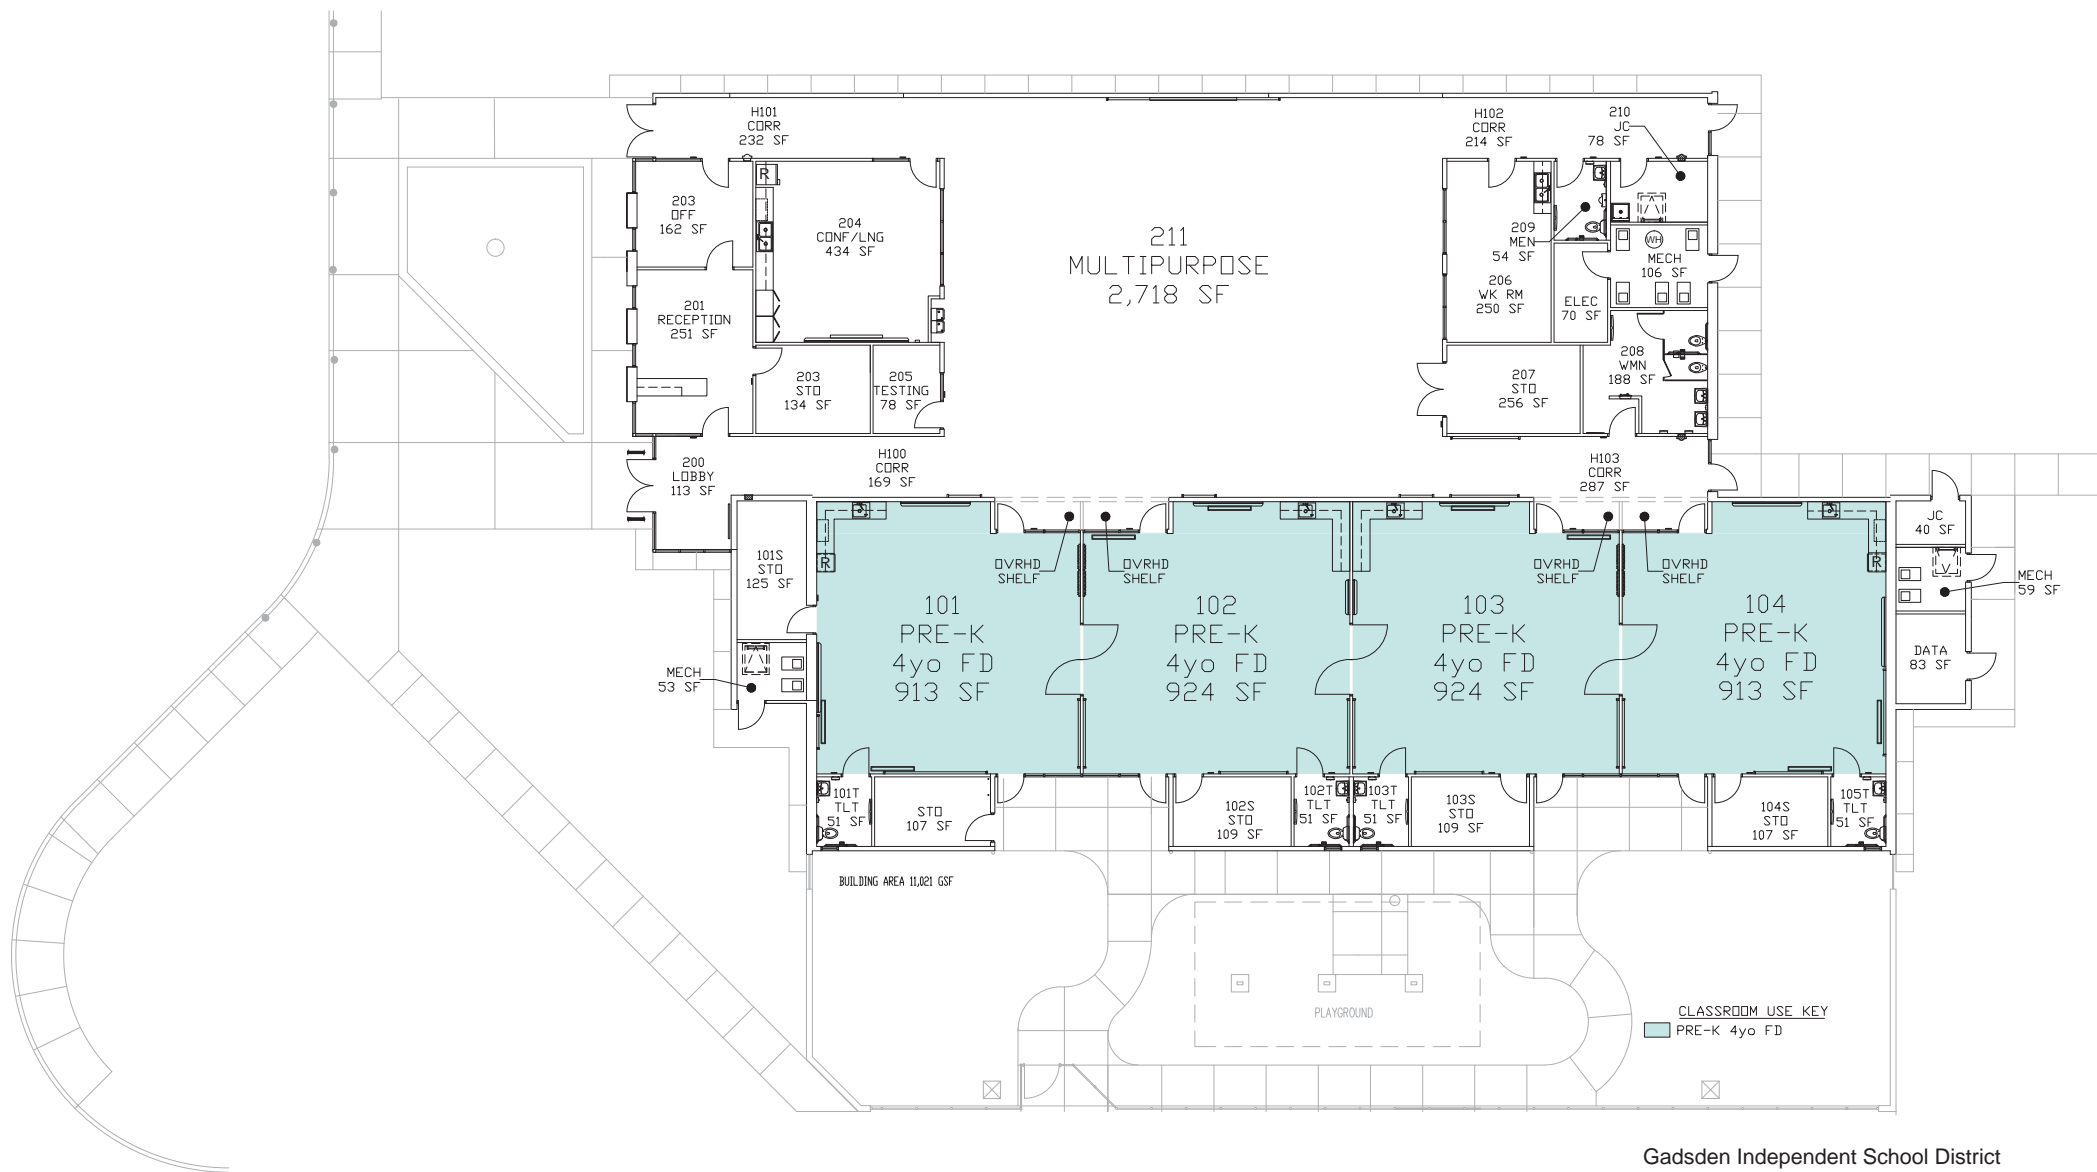 H101
CORR
232 SF
H102
CORR
214 SF
210
JC
78 SF
R
203
OFF
162 SF
204
CONF/LNG
434 SF
211
MULTIPURPOSE
2,718 SF
209
MEN
54 SF
WH
MECH
106 SF
206
WK RM
250 SF
ELEC
70 SF
201
RECEPTION
251 SF
203
STO
134 SF
205
TESTING
78 SF
207
STO
256 SF
208
WMN
188 SF
200
LOBBY
113 SF
H100
CORR
169 SF
H103
CORR
287 SF
JC
40 SF
101S
STO
125 SF
R
OVRHD
SHELF
OVRHD
SHELF
OVRHD
SHELF
OVRHD
SHELF
R
MECH
59 SF
101
PRE-K
4yo FD
913 SF
102
PRE-K
4yo FD
924 SF
103
PRE-K
4yo FD
924 SF
104
PRE-K
4yo FD
913 SF
DATA
83 SF
MECH
53 SF
101T
TLT
51 SF
STO
107 SF
102S
STO
109 SF
102T
TLT
51 SF
103T
TLT
51 SF
103S
STO
109 SF
104S
STO
107 SF
105T
TLT
51 SF
BUILDING AREA 11,021 GSF
PLAYGROUND
CLASSROOM USE KEY
PRE-K 4yo FD
Gadsden Independent School District